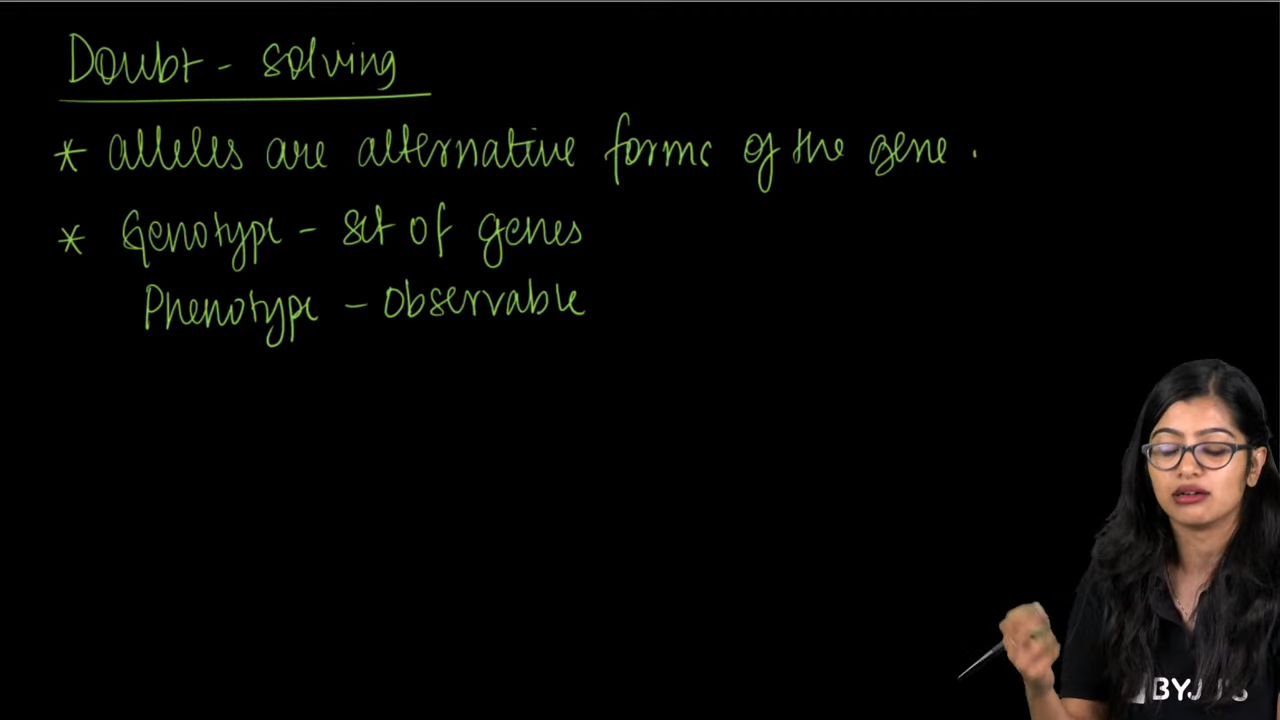 Doubt - solving
* alleles are alternative forms of the gene.
* Genotype - set of genes
Phenotype - Observable
BYJU'S